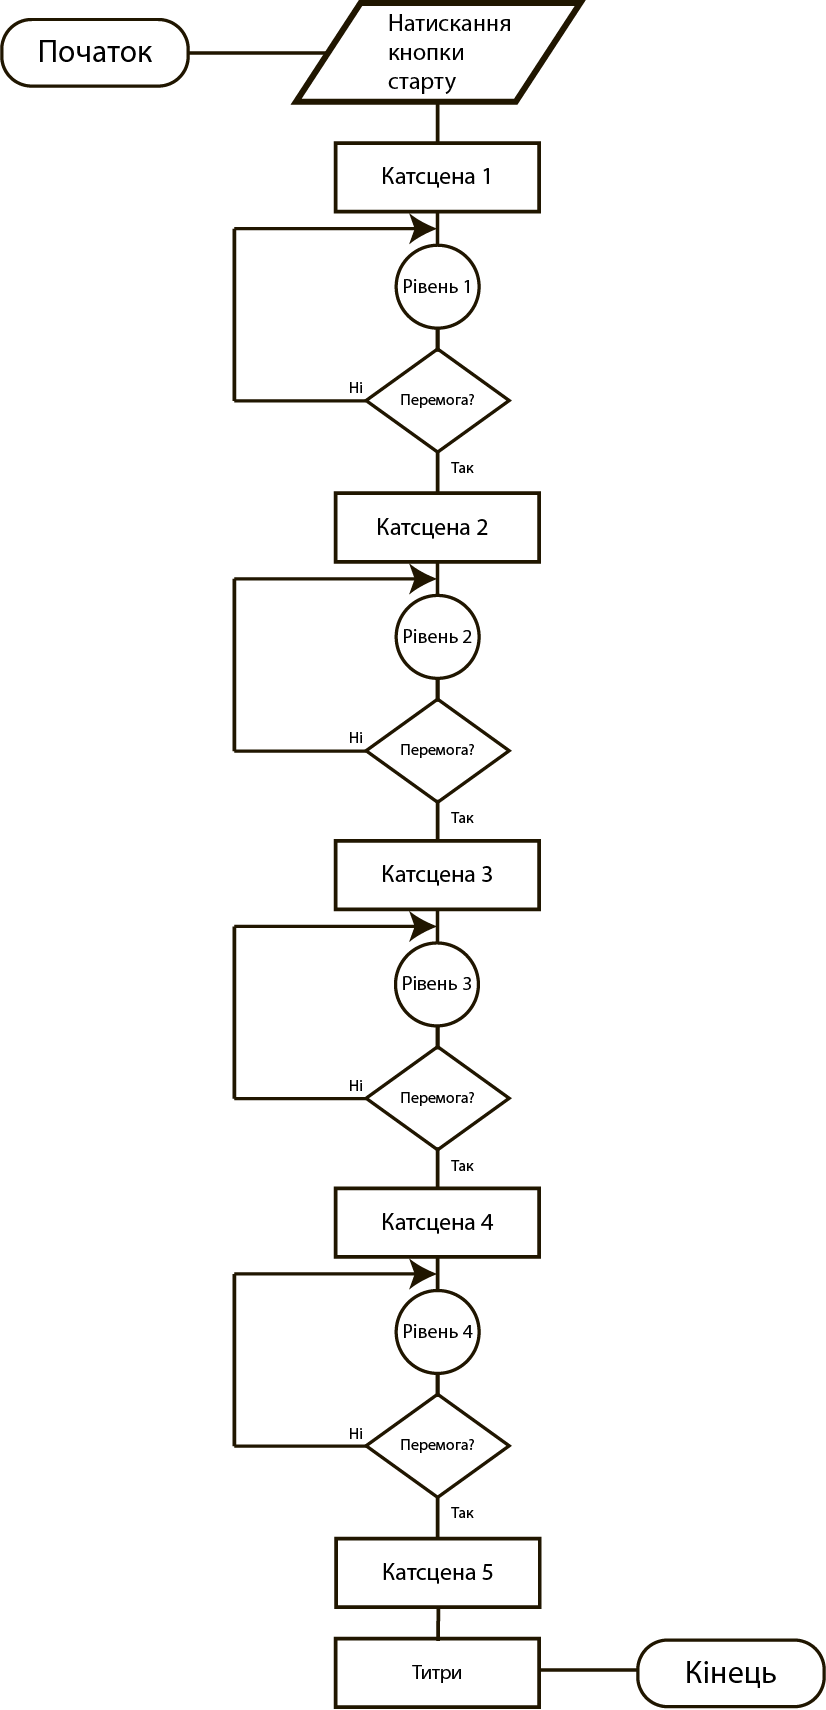 Початок
Натискання
кнопки
старту
Катсцена 1
Рівень 1
Ні
Перемога?
Так
Катсцена 2
Рівень 2
Ні
Перемога?
Так
Катсцена 3
Рівень 3
Ні
Перемога?
Так
Катсцена 4
Рівень 4
Ні
Перемога?
Так
Катсцена 5
Титри
Кінець